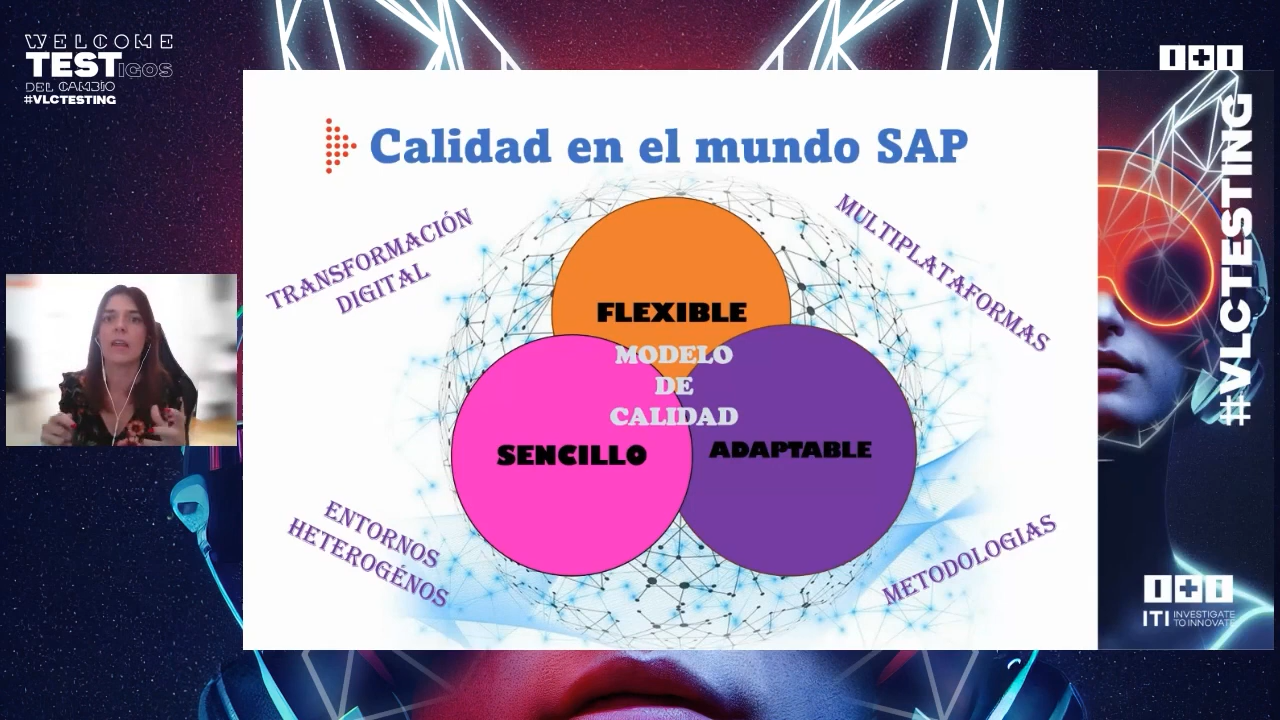 WELCOME
TESTIGOS
DEL CAMBIO
#VLCTESTING
Calidad en el mundo SAP
TRANSFORMACIÓN
DIGITAL
MULTIPLATAFORMAS
FLEXIBLE
MODELO
DE
CALIDAD
SENCILLO
ADAPTABLE
ENTORNOS
HETEROGÉNOS
METODOLOGIAS
#VLCTESTING
ITI INVESTIGATE
TO INNOVATE